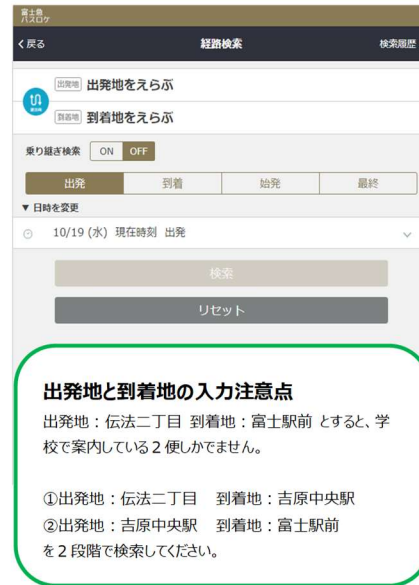 富士急
バスロケ
戻る 経路検索 検索履歴
出発地 出発地をえらぶ
到着地 到着地をえらぶ
乗り継ぎ検索 ON OFF
出発 到着 始発 最終
▼ 日時を変更
10/19 (水) 現在時刻 出発
検索
リセット
出発地と到着地の入力注意点
出発地：伝法二丁目 到着地：富士駅前 とすると、学
校で案内している２便しかでません。
①出発地：伝法二丁目 到着地：吉原中央駅
②出発地：吉原中央駅 到着地：富士駅前
を２段階で検索してください。